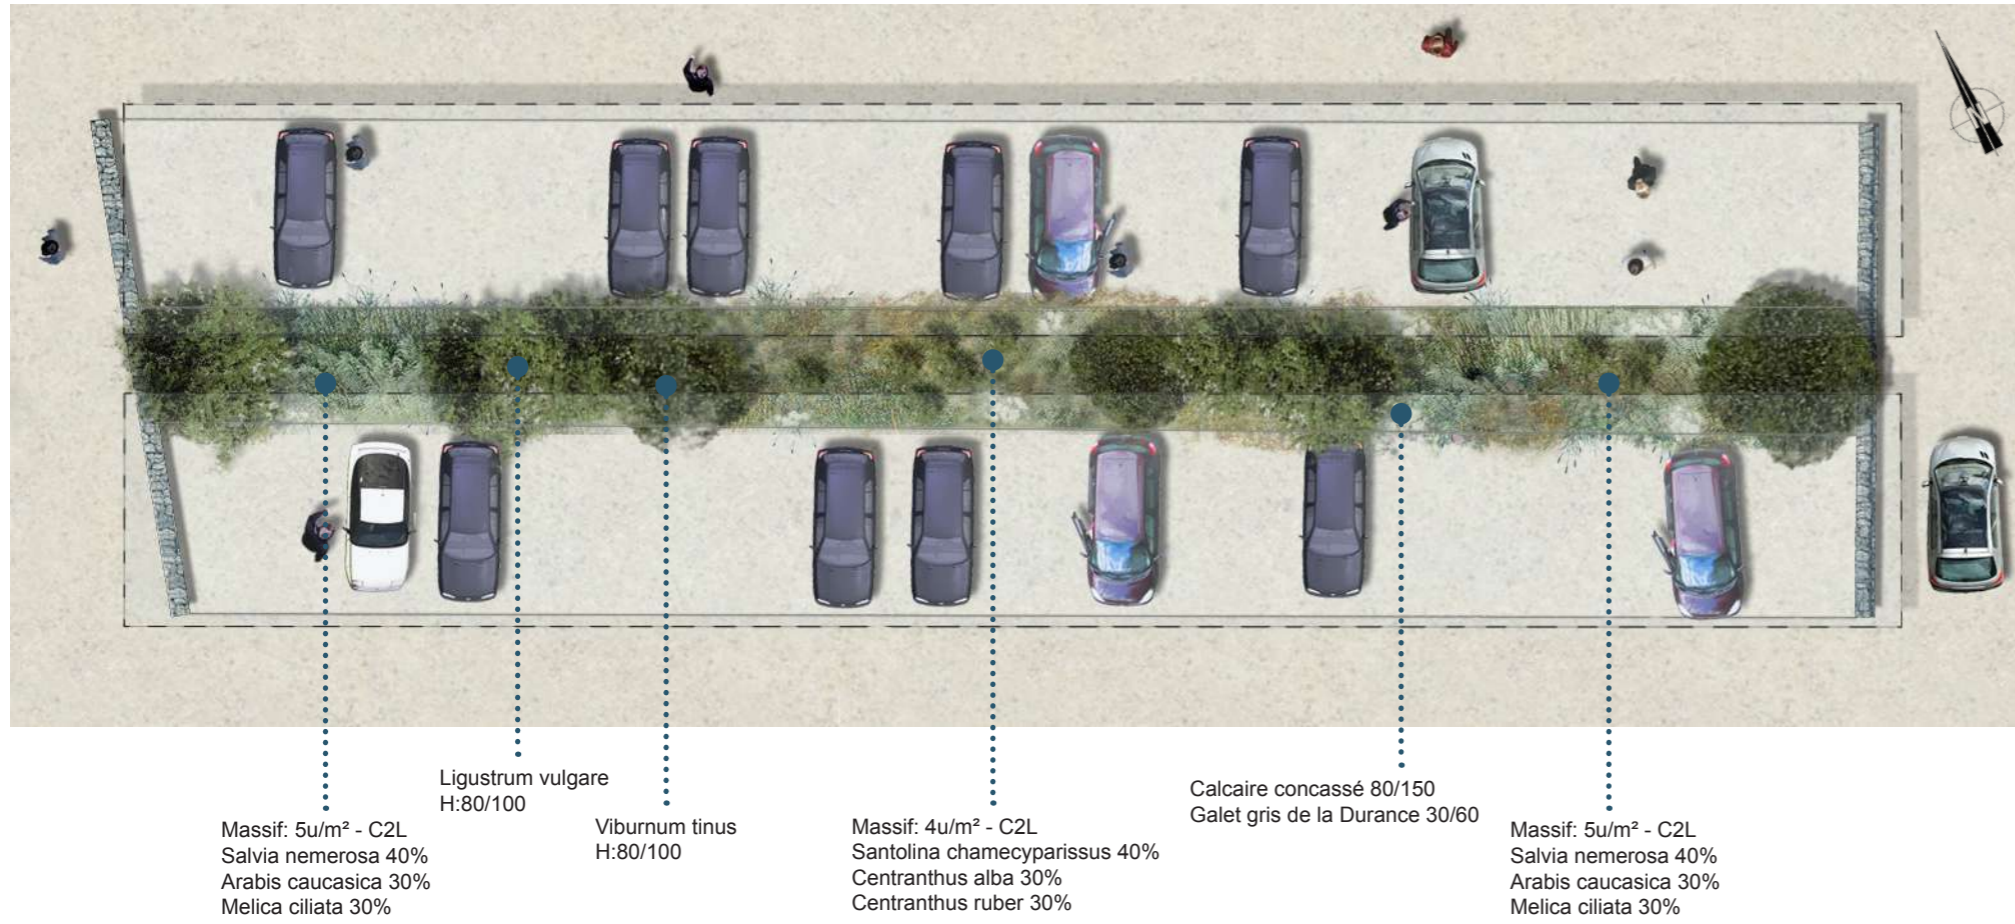 Ligustrum vulgare
H:80/100
Massif: 5u/m² - C2L
Salvia nemerosa 40%
Arabis caucasica 30%
Melica ciliata 30%
Viburnum tinus
H:80/100
Massif: 4u/m² - C2L
Santolina chamecyparissus 40%
Centranthus alba 30%
Centranthus ruber 30%
Calcaire concassé 80/150
Galet gris de la Durance 30/60
Massif: 5u/m² - C2L
Salvia nemerosa 40%
Arabis caucasica 30%
Melica ciliata 30%